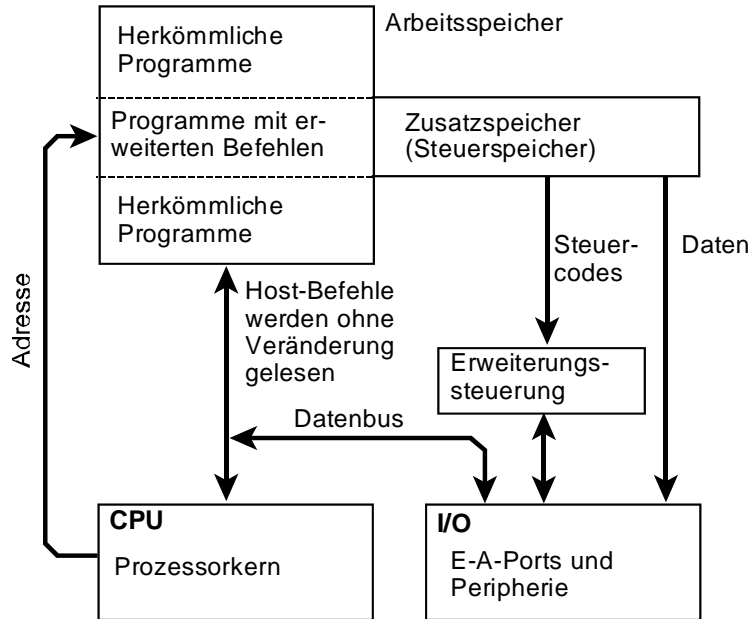 Herkömmliche
Programme
Arbeitsspeicher
Programme mit er-
weiterten Befehlen
Zusatzspeicher
(Steuerspeicher)
Herkömmliche
Programme
Steuer-
codes
Daten
Adresse
Host-Befehle
werden ohne
Veränderung
gelesen
Erweiterungs-
steuerung
Datenbus
CPU
Prozessorkern
I/O
E-A-Ports und
Peripherie